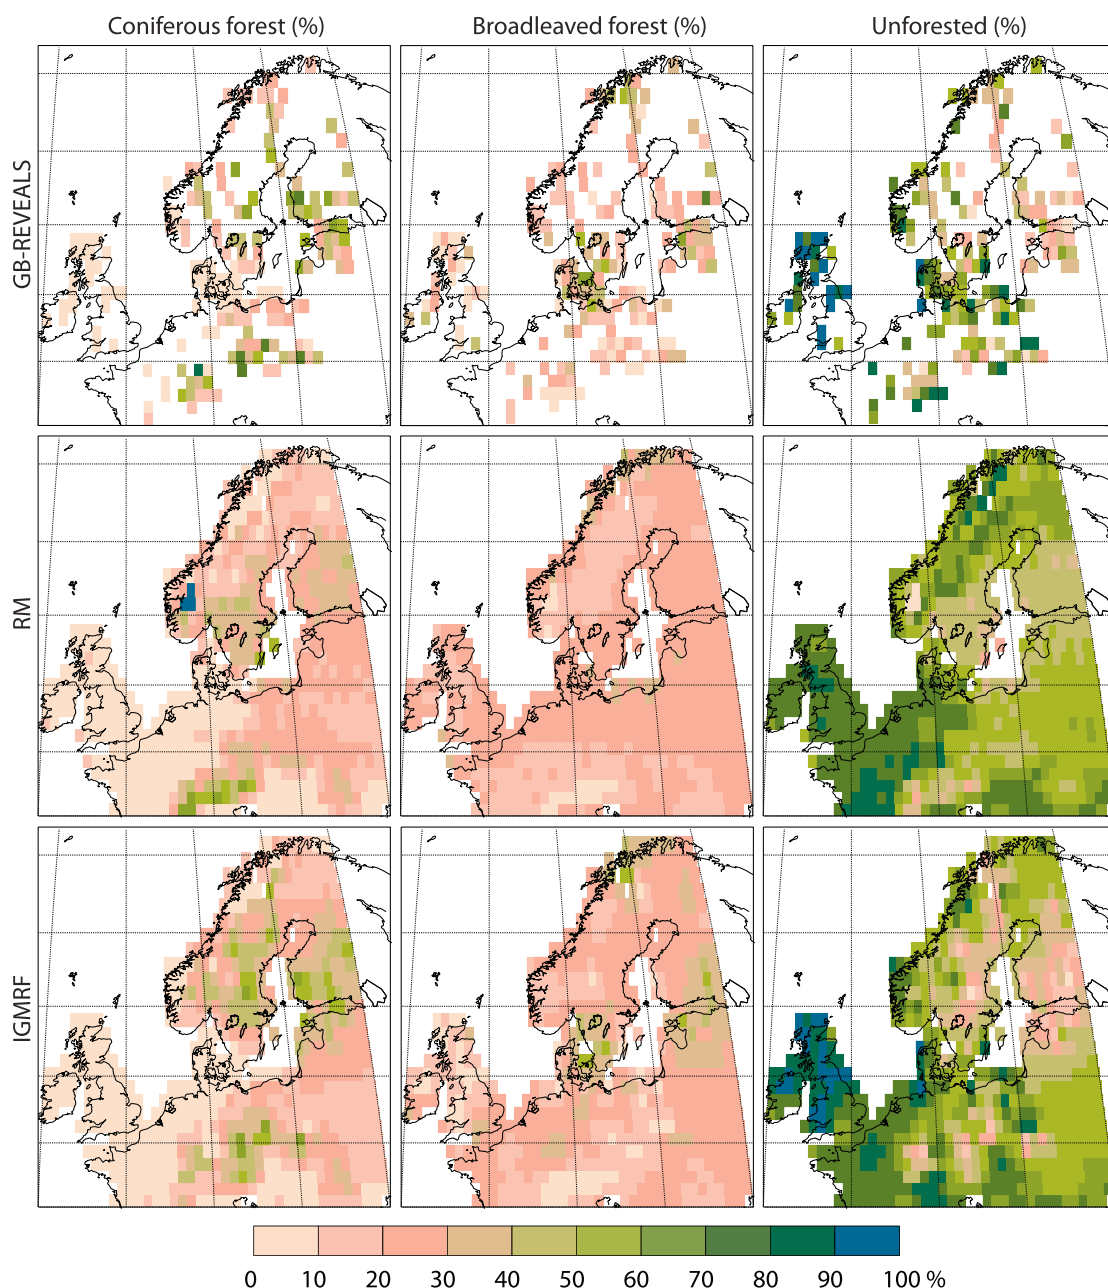 Coniferous forest (%) Broadleaved forest (%) Unforested (%)
GB-REVEALS
RM
IGMRF
0 10 20 30 40 50 60 70 80 90 100 %